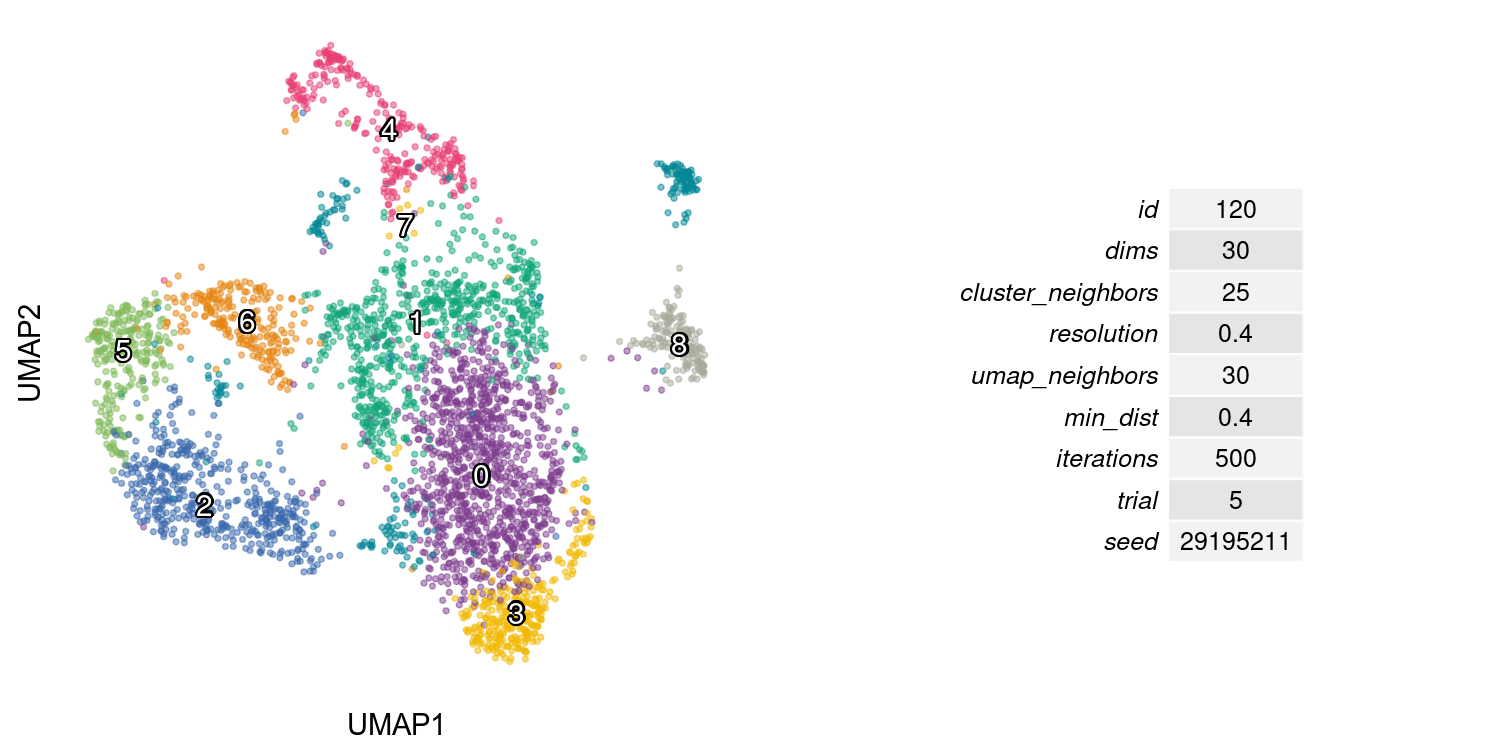 4
7
6
1
5
8
0
2
3
UMAP2
UMAP1
id 120
dims 30
cluster_neighbors 25
resolution 0.4
umap_neighbors 30
min_dist 0.4
iterations 500
trial 5
seed 29195211